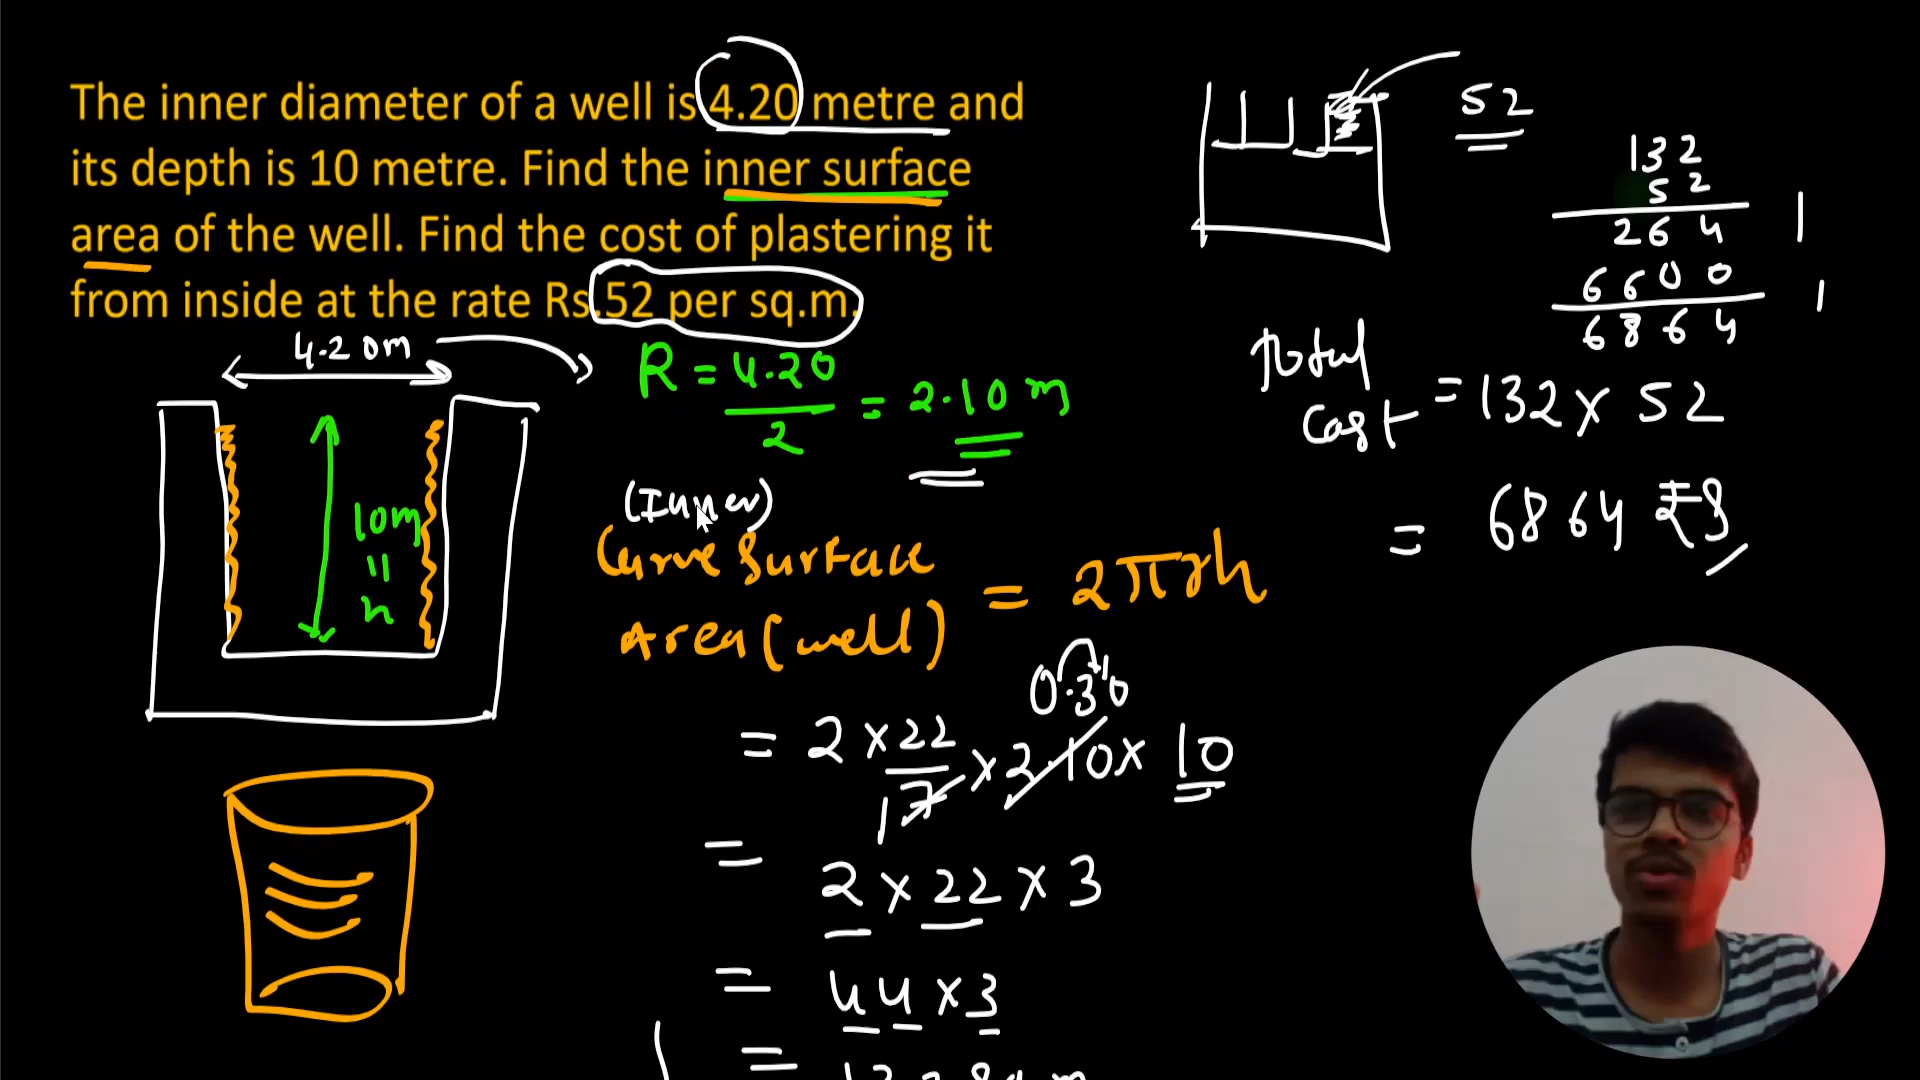 The inner diameter of a well is 4.20 metre and
its depth is 10 metre. Find the inner surface
area of the well. Find the cost of plastering it
from inside at the rate Rs.52 per sq.m.
4.20m
10m
=
h
R = 4.20/2 = 2.10 m
(Inner)
Curve Surface
Area (well) = 2πrh
0.30
= 2 × 22/7 × 2.10 × 10
1
= 2 × 22 × 3
= 44 × 3
=
52
132
52
264
6600
6864
Total
Cost = 132 × 52
= 6864 ₹